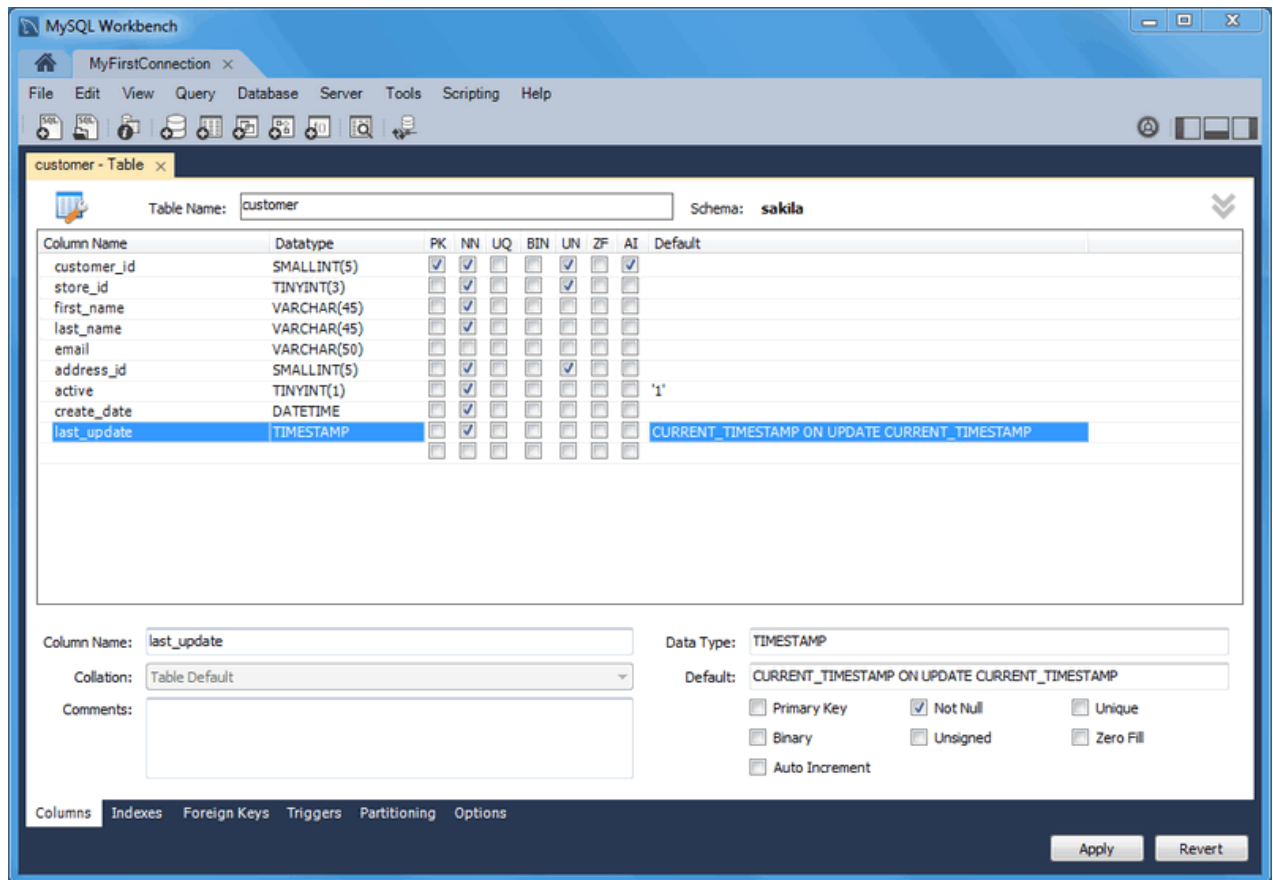 MySQL Workbench
MyFirstConnection
File Edit View Query Database Server Tools Scripting Help
SQL SQL
customer - Table
Table Name: customer Schema: sakila
Column Name Datatype PK NN UQ BIN UN ZF AI Default
customer_id SMALLINT(5)
store_id TINYINT(3)
first_name VARCHAR(45)
last_name VARCHAR(45)
email VARCHAR(50)
address_id SMALLINT(5)
active TINYINT(1) '1'
create_date DATETIME
last_update TIMESTAMP CURRENT_TIMESTAMP ON UPDATE CURRENT_TIMESTAMP
Column Name: last_update Data Type: TIMESTAMP
Collation: Table Default Default: CURRENT_TIMESTAMP ON UPDATE CURRENT_TIMESTAMP
Comments: Primary Key Not Null Unique
Binary Unsigned Zero Fill
Auto Increment
Columns Indexes Foreign Keys Triggers Partitioning Options
Apply Revert